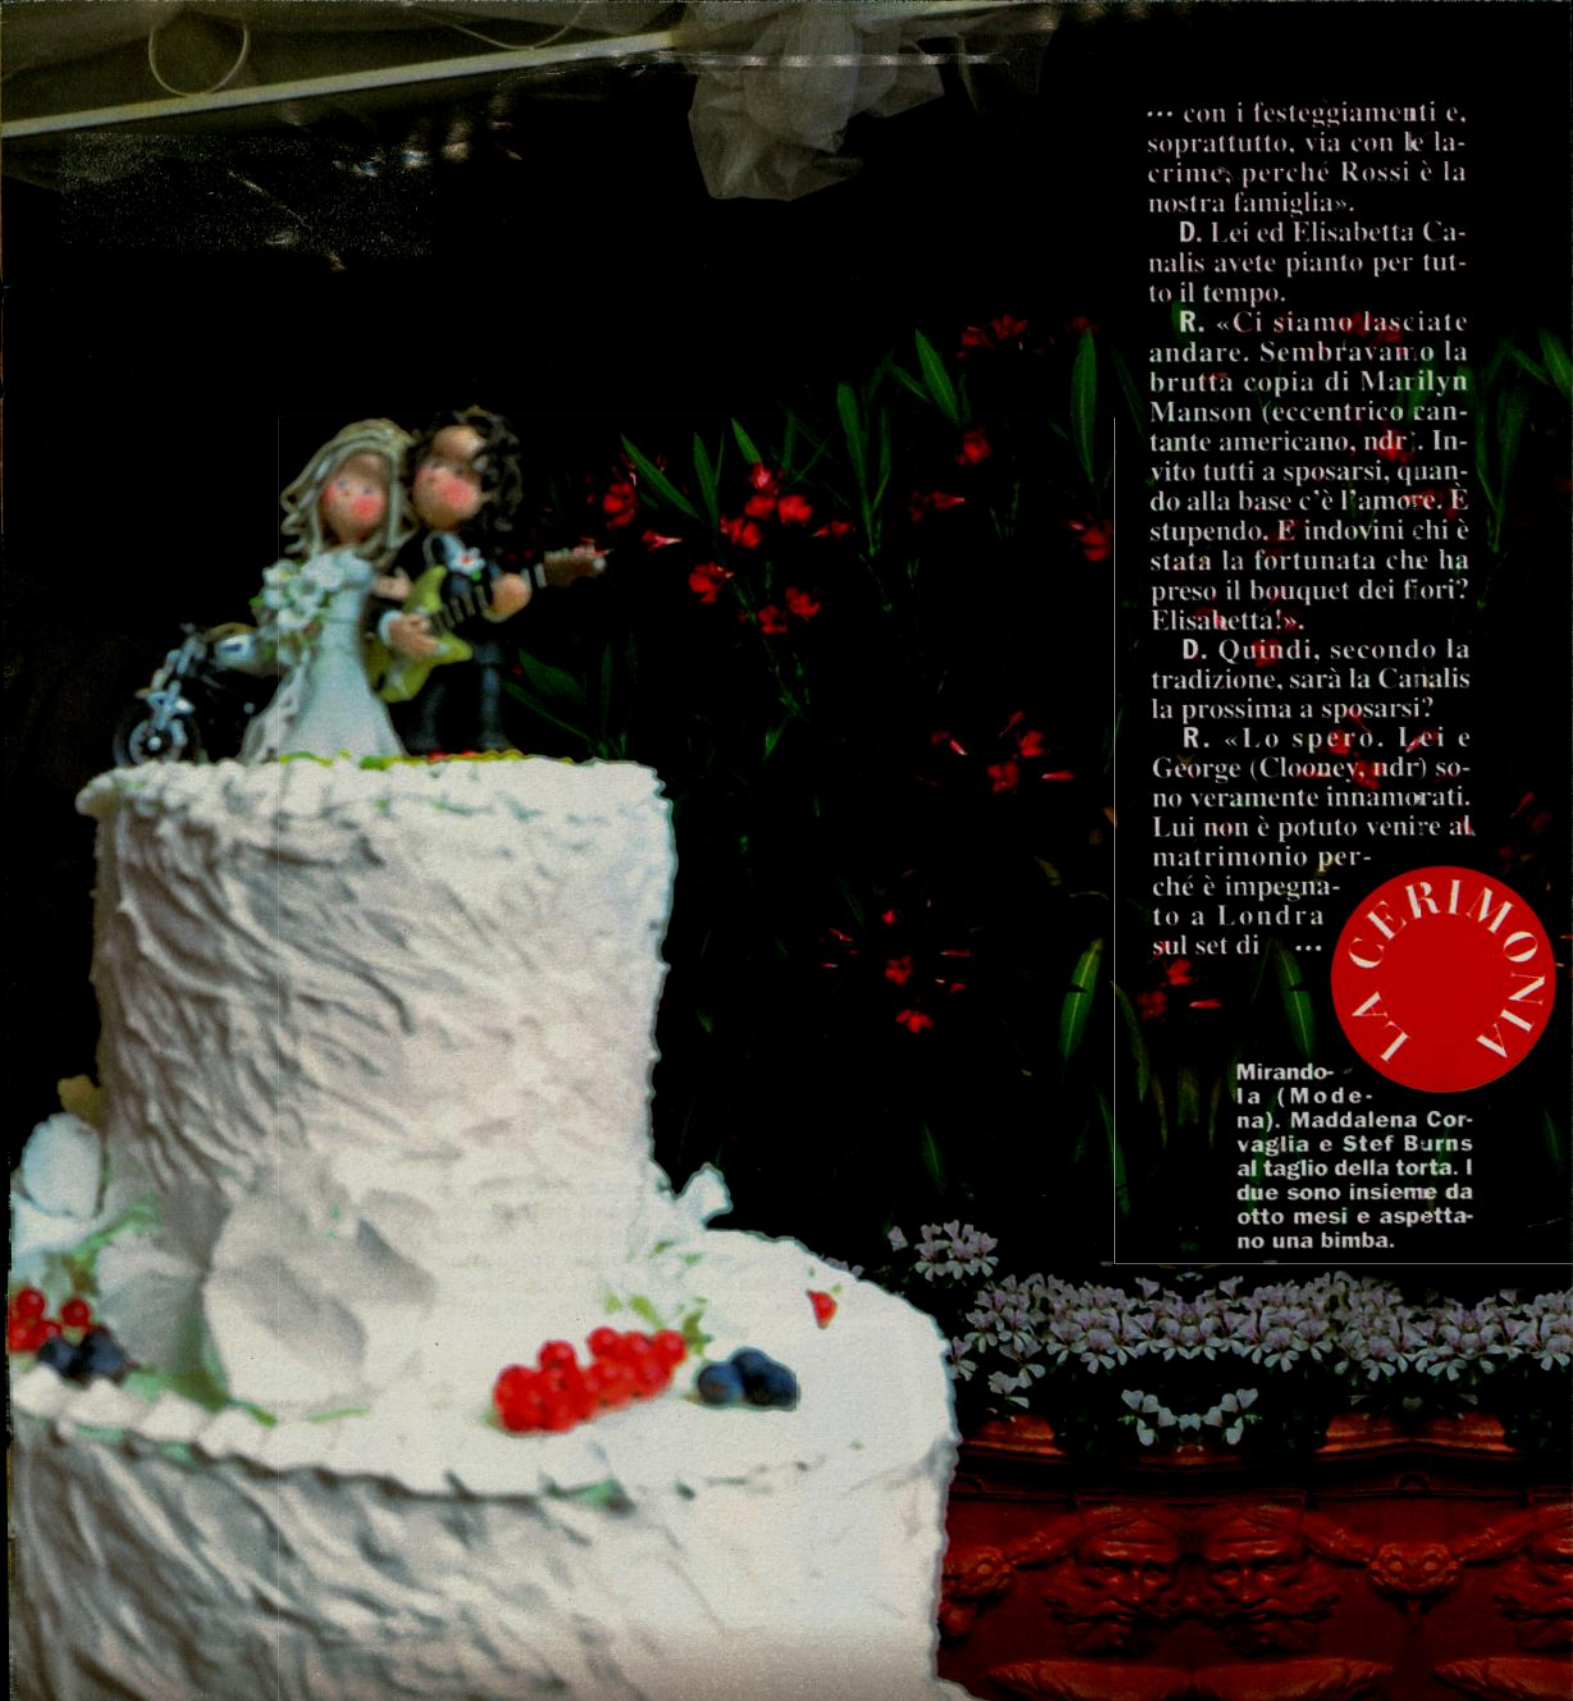 ··· con i festeggiamenti e,
soprattutto, via con le la-
crime, perché Rossi è la
nostra famiglia».
D. Lei ed Elisabetta Ca-
nalis avete pianto per tut-
to il tempo.
R. «Ci siamo lasciate
andare. Sembravamo la
brutta copia di Marilyn
Manson (eccentrico can-
tante americano, ndr). In-
vito tutti a sposarsi, quan-
do alla base c'è l'amore. È
stupendo. E indovini chi è
stata la fortunata che ha
preso il bouquet dei fiori?
Elisabetta!».
D. Quindi, secondo la
tradizione, sarà la Canalis
la prossima a sposarsi?
R. «Lo spero. Lei e
George (Clooney, ndr) so-
no veramente innamorati.
Lui non è potuto venire al
matrimonio per-
ché è impegna-
to a Londra
sul set di ···
LA CERIMONIA
Mirando-
la (Mode-
na). Maddalena Cor-
vaglia e Stef Burns
al taglio della torta. I
due sono insieme da
otto mesi e aspetta-
no una bimba.